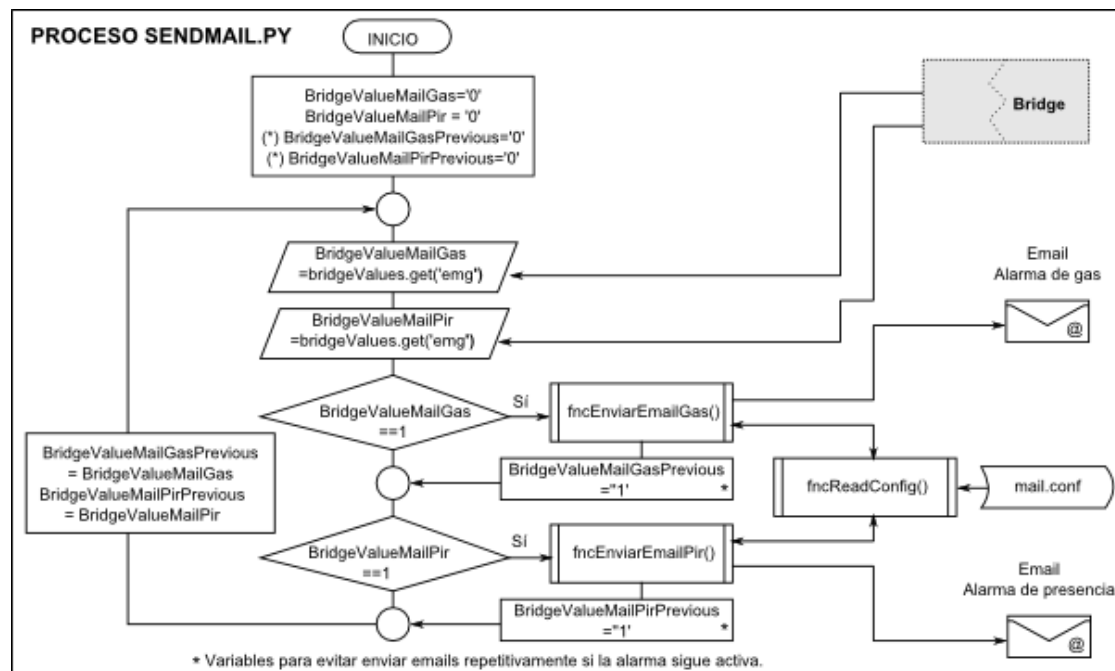 PROCESO SENDMAIL.PY
INICIO
BridgeValueMailGas='0'
BridgeValueMailPir = '0'
(*) BridgeValueMailGasPrevious='0'
(*) BridgeValueMailPirPrevious='0'
Bridge
BridgeValueMailGas
=bridgeValues.get('emg')
BridgeValueMailPir
=bridgeValues.get('emg')
Email
Alarma de gas
@
BridgeValueMailGas
==1
Sí
fncEnviarEmailGas()
BridgeValueMailGasPrevious
="1' *
BridgeValueMailGasPrevious
= BridgeValueMailGas
BridgeValueMailPirPrevious
= BridgeValueMailPir
fncReadConfig()
mail.conf
BridgeValueMailPir
==1
Sí
fncEnviarEmailPir()
BridgeValueMailPirPrevious
="1' *
Email
Alarma de presencia
@
* Variables para evitar enviar emails repetitivamente si la alarma sigue activa.